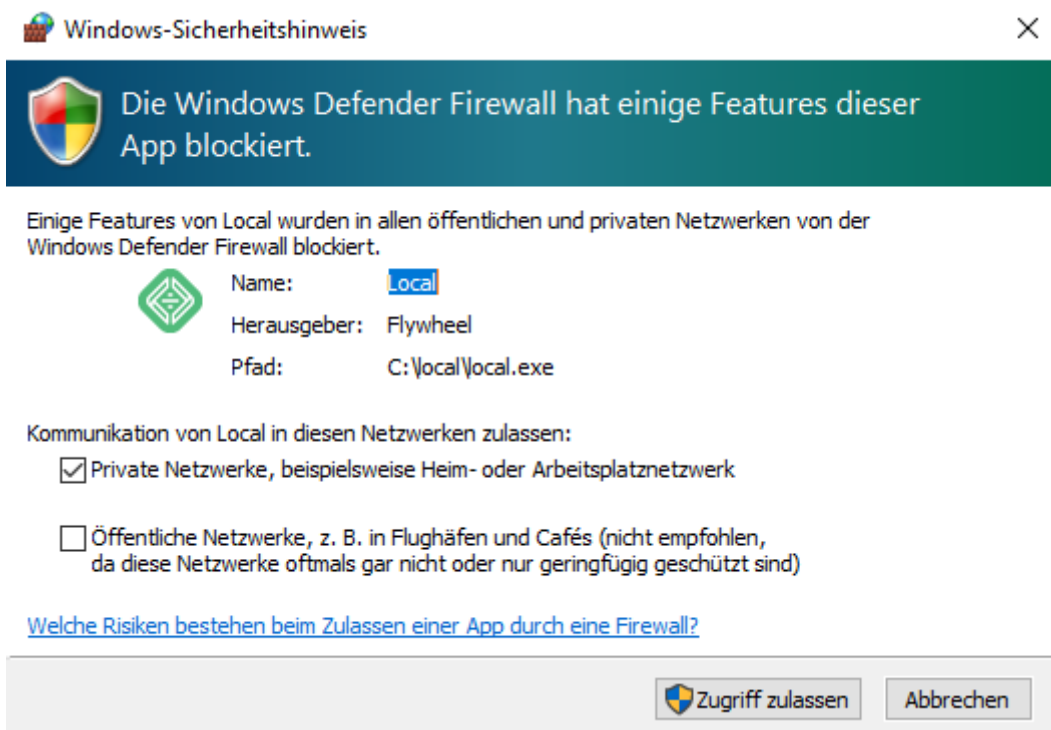 Windows-Sicherheitshinweis
Die Windows Defender Firewall hat einige Features dieser
App blockiert.
Einige Features von Local wurden in allen öffentlichen und privaten Netzwerken von der
Windows Defender Firewall blockiert.
Name: Local
Herausgeber: Flywheel
Pfad: C:\local\local.exe
Kommunikation von Local in diesen Netzwerken zulassen:
Private Netzwerke, beispielsweise Heim- oder Arbeitsplatznetzwerk
Öffentliche Netzwerke, z. B. in Flughäfen und Cafés (nicht empfohlen,
da diese Netzwerke oftmals gar nicht oder nur geringfügig geschützt sind)
Welche Risiken bestehen beim Zulassen einer App durch eine Firewall?
Zugriff zulassen Abbrechen